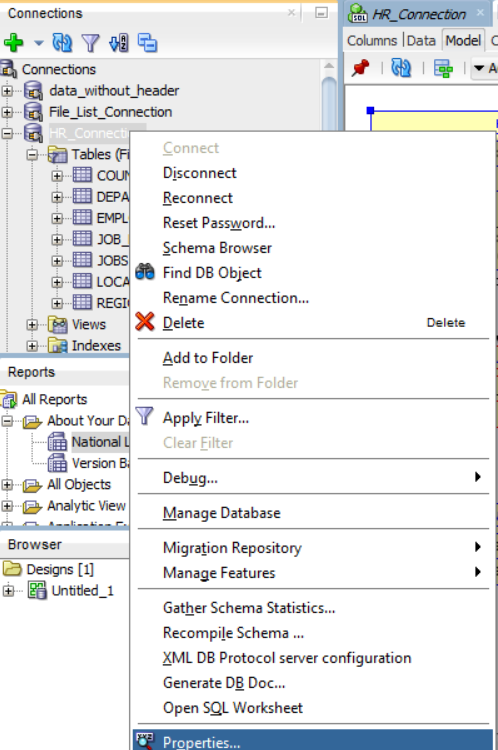 Connections
Connections
data_without_header
File_List_Connection
HR_Connection
Tables (Fi
COUN
DEPA
EMPL
JOB_
JOBS
LOCA
REGI
Views
Indexes
Reports
All Reports
About Your Da
National L
Version Ba
All Objects
Analytic View
Browser
Designs [1]
Untitled_1
HR_Connection
Columns Data Model
Connect
Disconnect
Reconnect
Reset Password...
Schema Browser
Find DB Object
Rename Connection...
Delete Delete
Add to Folder
Remove from Folder
Apply Filter...
Clear Filter
Debug...
Manage Database
Migration Repository
Manage Features
Gather Schema Statistics...
Recompile Schema ...
XML DB Protocol server configuration
Generate DB Doc...
Open SQL Worksheet
Properties...